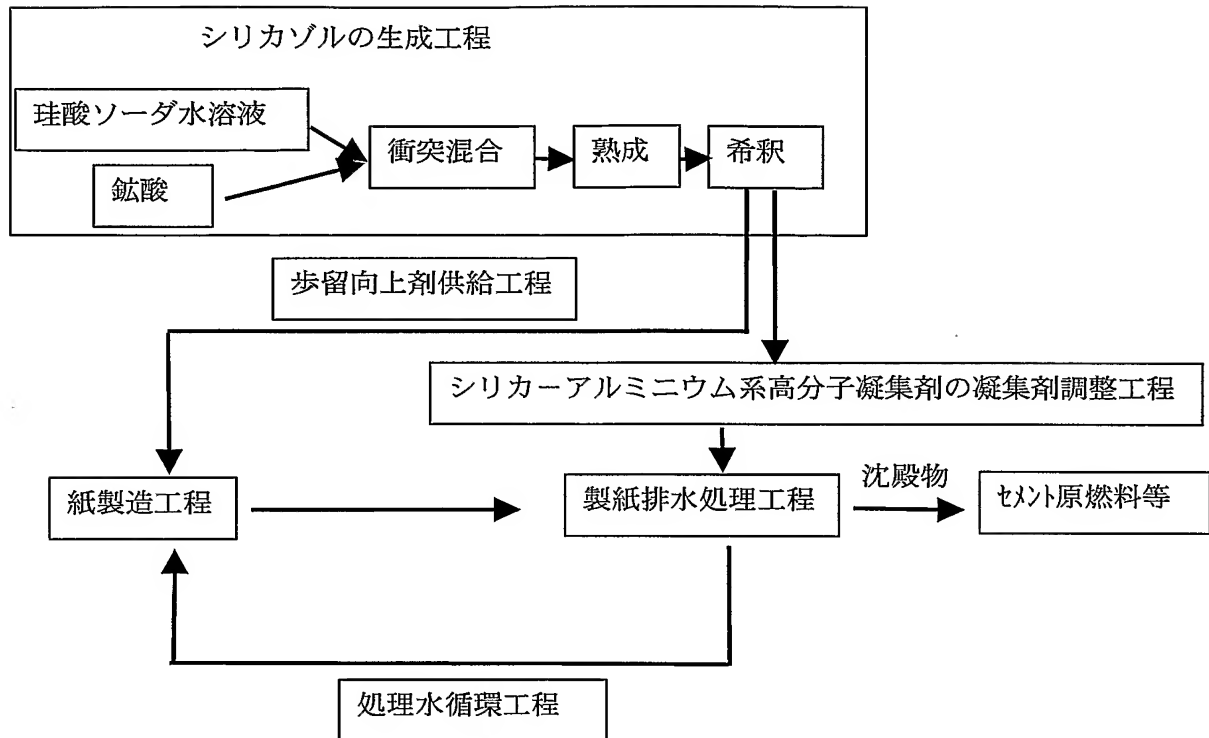 シリカゾルの生成工程
珪酸ソーダ水溶液
鉱酸
衝突混合
熟成
希釈
歩留向上剤供給工程
シリカーアルミニウム系高分子凝集剤の凝集剤調整工程
紙製造工程
製紙排水処理工程
沈殿物
ｾﾒﾝﾄ原燃料等
処理水循環工程